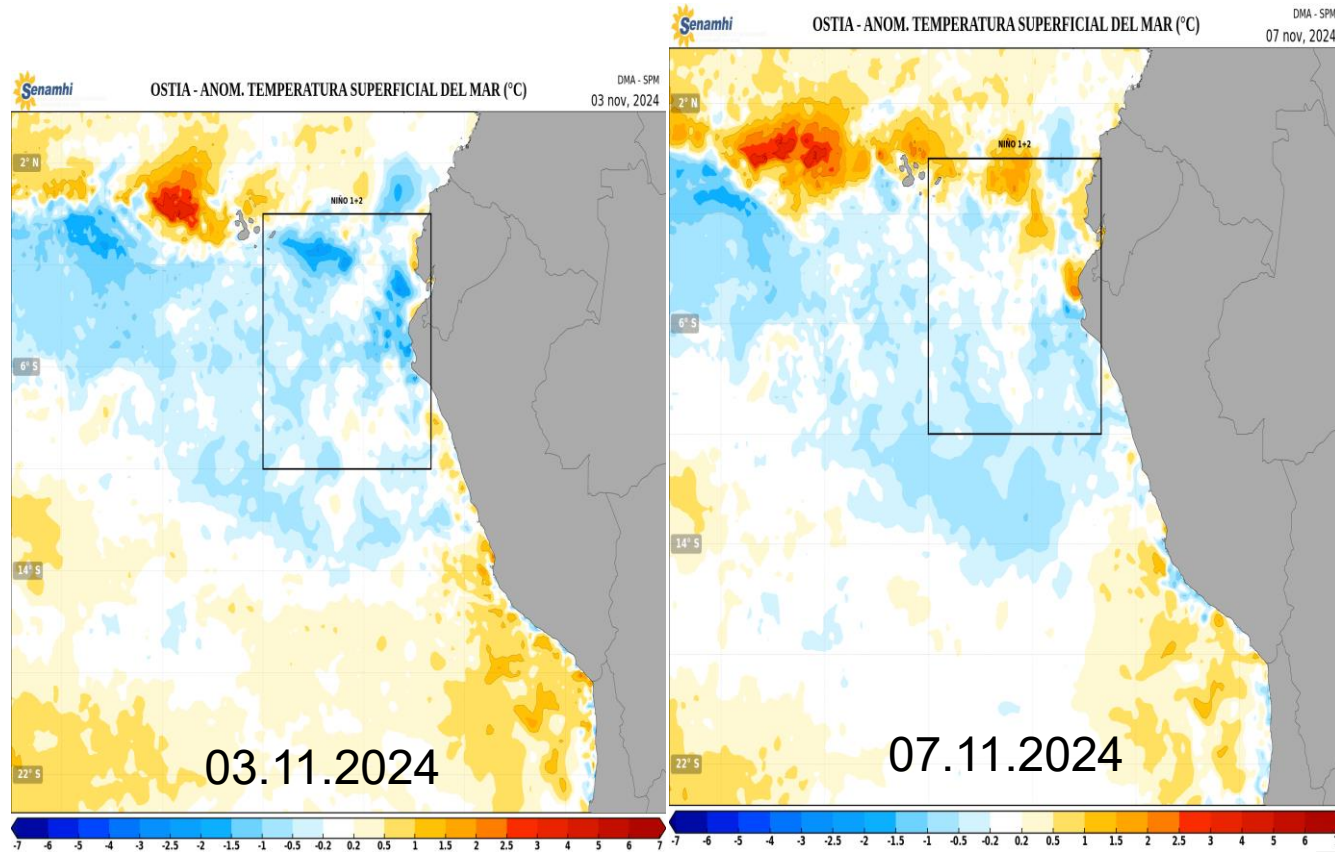 Senamhi
OSTIA - ANOM. TEMPERATURA SUPERFICIAL DEL MAR (°C)
DMA - SPM
03 nov, 2024
2° N
NIÑO 1+2
6° S
14° S
22° S
03.11.2024
-7 -6 -5 -4 -3 -2.5 -2 -1.5 -1 -0.5 -0.2 0.2 0.5 1 1.5 2 2.5 3 4 5 6 7
Senamhi
OSTIA - ANOM. TEMPERATURA SUPERFICIAL DEL MAR (°C)
DMA - SPM
07 nov, 2024
2° N
NIÑO 1+2
6° S
14° S
22° S
07.11.2024
-7 -6 -5 -4 -3 -2.5 -2 -1.5 -1 -0.5 -0.2 0.2 0.5 1 1.5 2 2.5 3 4 5 6